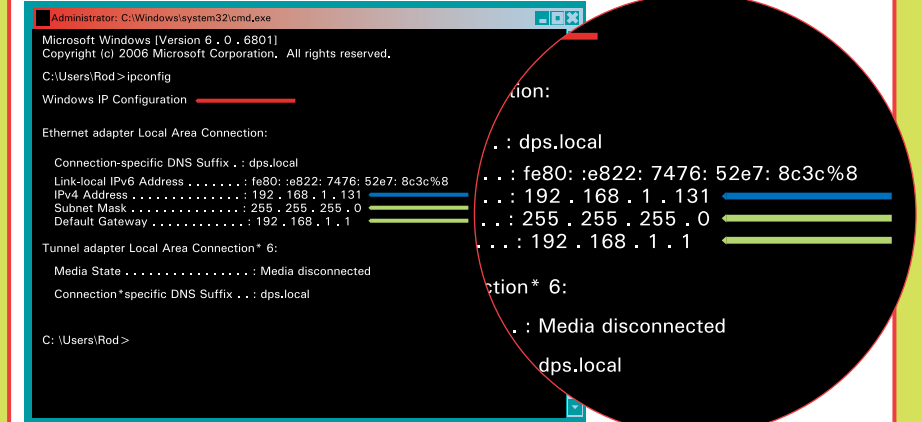 Administrator: C:\Windows\system32\cmd.exe
Microsoft Windows [Version 6 . 0 . 6801]
Copyright (c) 2006 Microsoft Corporation.  All rights reserved.
C:\Users\Rod>ipconfig
Windows IP Configuration
Ethernet adapter Local Area Connection:
Connection-specific DNS Suffix . : dps.local
Link-local IPv6 Address . . . . . . . : fe80: :e822: 7476: 52e7: 8c3c%8
IPv4 Address . . . . . . . . . . . . . . : 192 . 168 . 1 . 131
Subnet Mask . . . . . . . . . . . . . . : 255 . 255 . 255 . 0
Default Gateway . . . . . . . . . . . . : 192 . 168 . 1 . 1
Tunnel adapter Local Area Connection* 6:
Media State . . . . . . . . . . . . . . . : Media disconnected
Connection*specific DNS Suffix . . : dps.local
C: \Users\Rod>
tion:
. : dps.local
. . : fe80: :e822: 7476: 52e7: 8c3c%8
. . : 192 . 168 . 1 . 131
. . : 255 . 255 . 255 . 0
. . . : 192 . 168 . 1 . 1
ction* 6:
. : Media disconnected
dps.local